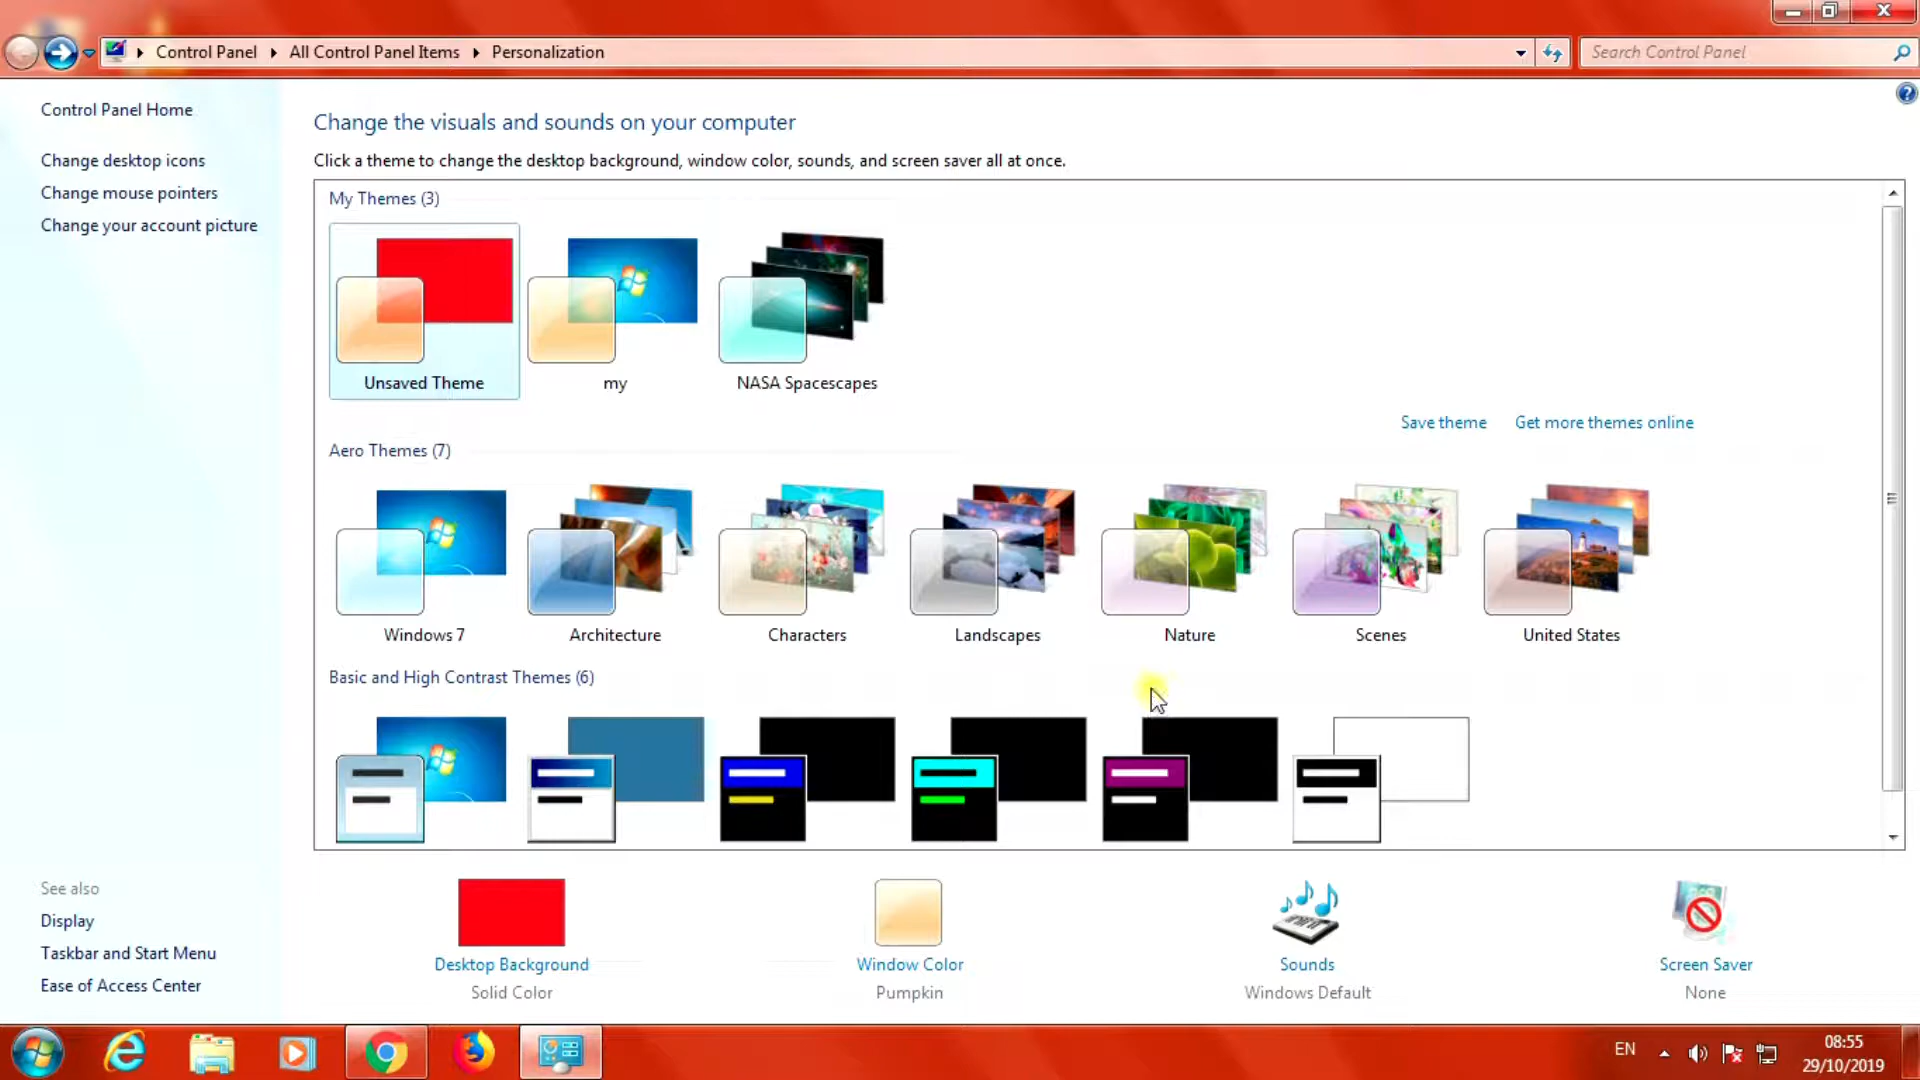 Control Panel ▸ All Control Panel Items ▸ Personalization
Search Control Panel
Control Panel Home
Change desktop icons
Change mouse pointers
Change your account picture
Change the visuals and sounds on your computer
Click a theme to change the desktop background, window color, sounds, and screen saver all at once.
My Themes (3)
Unsaved Theme
my
NASA Spacescapes
Save theme
Get more themes online
Aero Themes (7)
Windows 7
Architecture
Characters
Landscapes
Nature
Scenes
United States
Basic and High Contrast Themes (6)
See also
Display
Taskbar and Start Menu
Ease of Access Center
Desktop Background
Solid Color
Window Color
Pumpkin
Sounds
Windows Default
Screen Saver
None
EN
08:55
29/10/2019